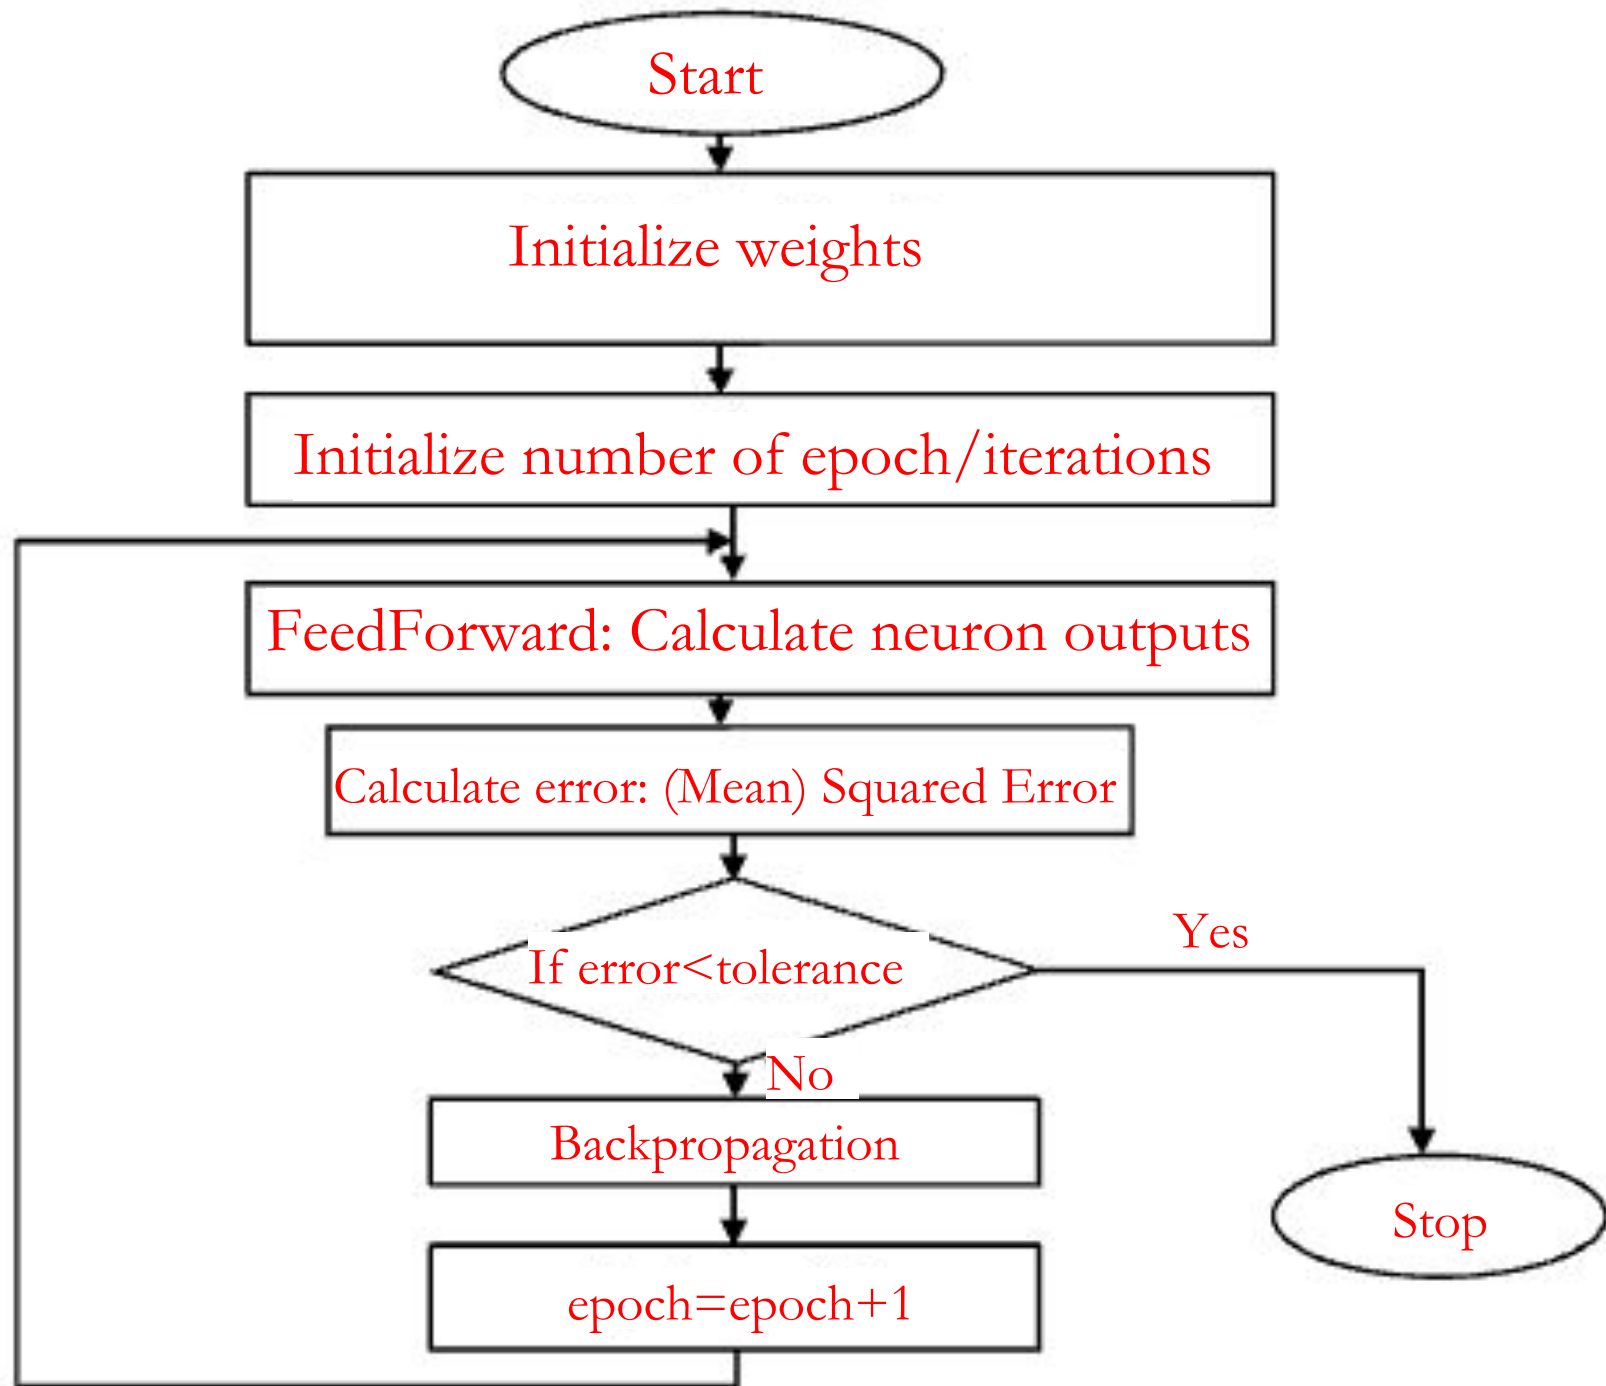 Start
Initialize weights
Initialize number of epoch/iterations
FeedForward: Calculate neuron outputs
Calculate error: (Mean) Squared Error
If error<tolerance
Yes
No
Backpropagation
Stop
epoch=epoch+1